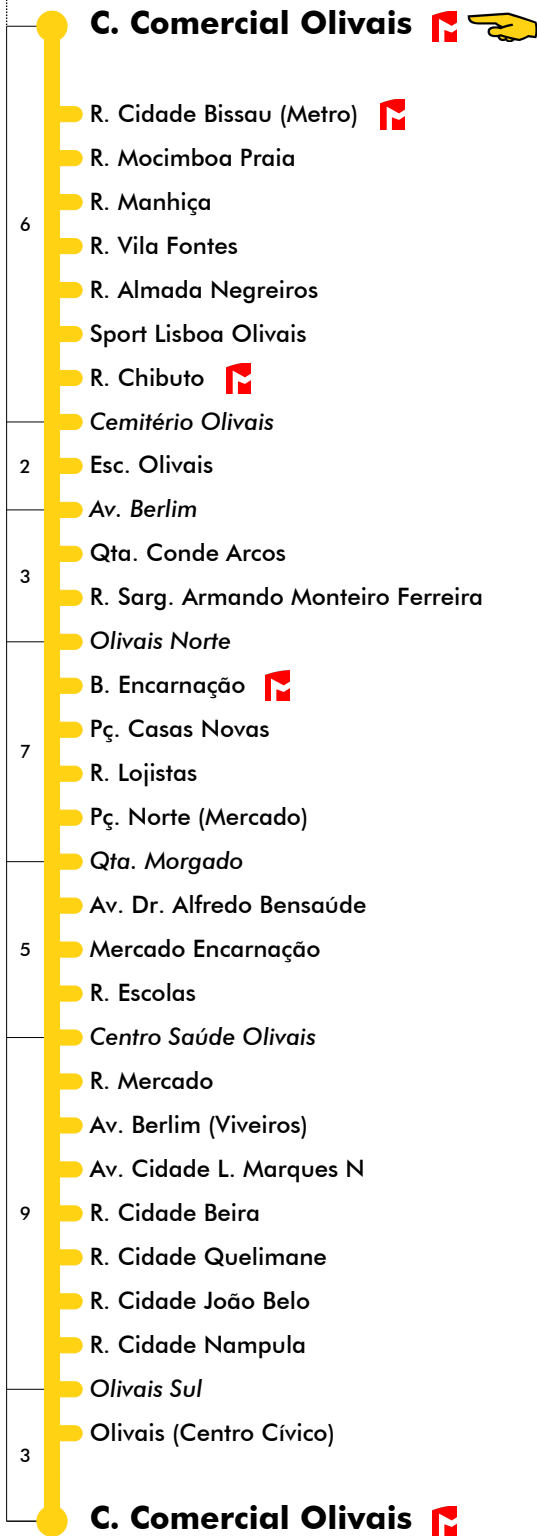 C. Comercial Olivais
R. Cidade Bissau (Metro)
R. Mocimboa Praia
R. Manhiça
6
R. Vila Fontes
R. Almada Negreiros
Sport Lisboa Olivais
R. Chibuto
Cemitério Olivais
2
Esc. Olivais
Av. Berlim
Qta. Conde Arcos
3
R. Sarg. Armando Monteiro Ferreira
Olivais Norte
B. Encarnação
Pç. Casas Novas
7
R. Lojistas
Pç. Norte (Mercado)
Qta. Morgado
Av. Dr. Alfredo Bensaúde
5
Mercado Encarnação
R. Escolas
Centro Saúde Olivais
R. Mercado
Av. Berlim (Viveiros)
Av. Cidade L. Marques N
9
R. Cidade Beira
R. Cidade Quelimane
R. Cidade João Belo
R. Cidade Nampula
Olivais Sul
Olivais (Centro Cívico)
3
C. Comercial Olivais